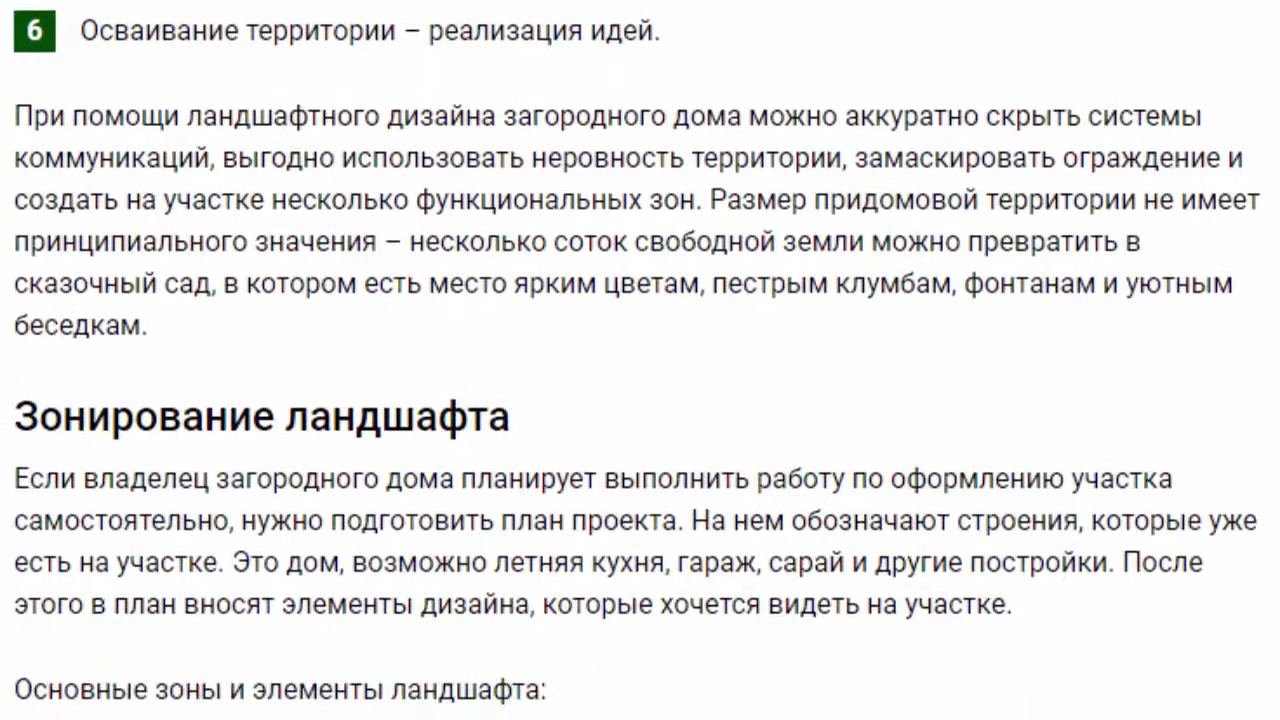 6 Осваивание территории – реализация идей.
При помощи ландшафтного дизайна загородного дома можно аккуратно скрыть системы
коммуникаций, выгодно использовать неровность территории, замаскировать ограждение и
создать на участке несколько функциональных зон. Размер придомовой территории не имеет
принципиального значения – несколько соток свободной земли можно превратить в
сказочный сад, в котором есть место ярким цветам, пестрым клумбам, фонтанам и уютным
беседкам.
Зонирование ландшафта
Если владелец загородного дома планирует выполнить работу по оформлению участка
самостоятельно, нужно подготовить план проекта. На нем обозначают строения, которые уже
есть на участке. Это дом, возможно летняя кухня, гараж, сарай и другие постройки. После
этого в план вносят элементы дизайна, которые хочется видеть на участке.
Основные зоны и элементы ландшафта: